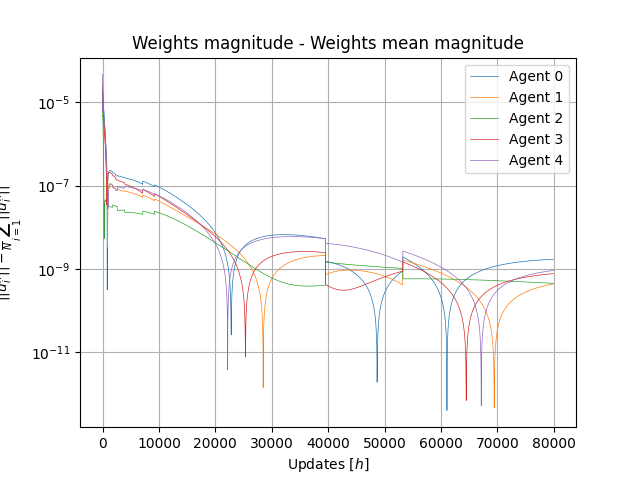 Weights magnitude - Weights mean magnitude
Agent 0
Agent 1
Agent 2
Agent 3
Agent 4
10⁻⁵
10⁻⁷
10⁻⁹
10⁻¹¹
0 10000 20000 30000 40000 50000 60000 70000 80000
Updates [h]